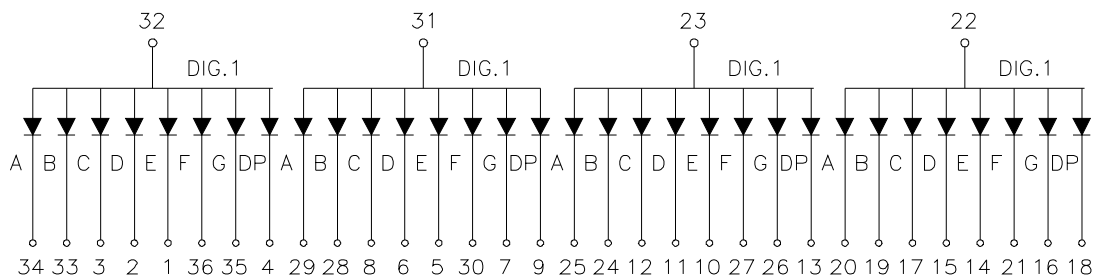 32 31 23 22
DIG.1 DIG.1 DIG.1 DIG.1
A B C D E F G DP A B C D E F G DP A B C D E F G DP A B C D E F G DP
34 33 3 2 1 36 35 4 29 28 8 6 5 30 7 9 25 24 12 11 10 27 26 13 20 19 17 15 14 21 16 18